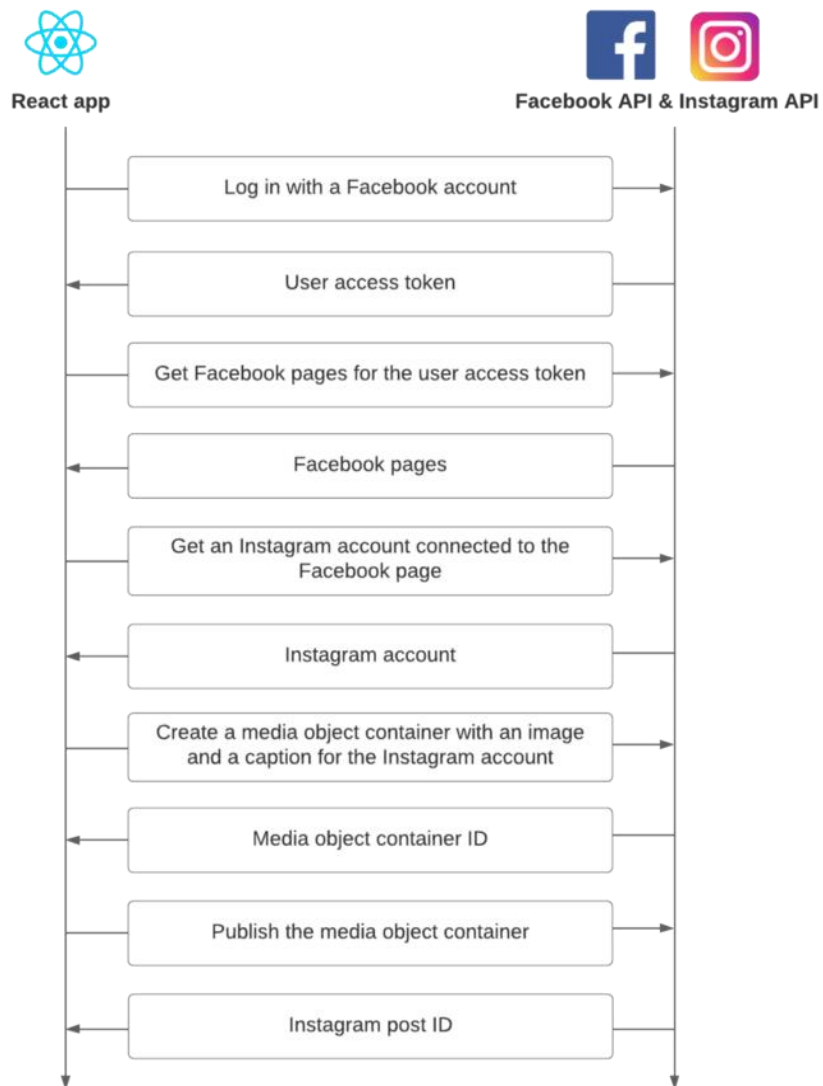 React app
Facebook API & Instagram API
Log in with a Facebook account
User access token
Get Facebook pages for the user access token
Facebook pages
Get an Instagram account connected to the
Facebook page
Instagram account
Create a media object container with an image
and a caption for the Instagram account
Media object container ID
Publish the media object container
Instagram post ID